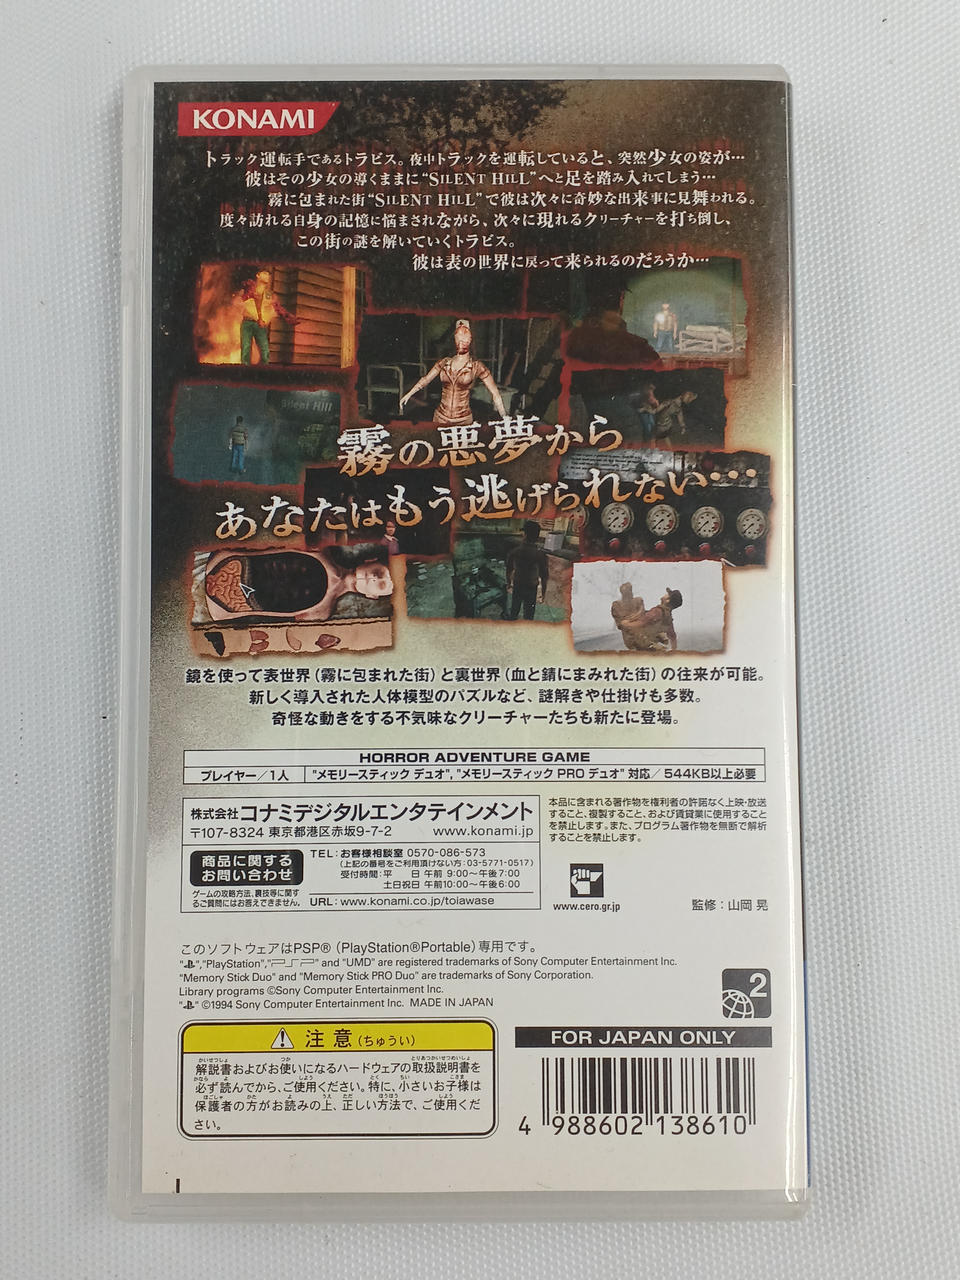 KONAMI
トラック運転手であるトラビス。夜中トラックを運転していると、突然少女の姿が…
彼はその少女の導くままに“SILENT HILL”へと足を踏み入れてしまう…
霧に包まれた街“SILENT HILL”で彼は次々に奇妙な出来事に見舞われる。
度々訪れる自身の記憶に悩まされながら、次々に現れるクリーチャーを打ち倒し、
この街の謎を解いていくトラビス。
彼は表の世界に戻って来られるのだろうか…
Silent Hill
霧の悪夢から
あなたはもう逃げられない…
鏡を使って表世界（霧に包まれた街）と裏世界（血と錆にまみれた街）の往来が可能。
新しく導入された人体模型のパズルなど、謎解きや仕掛けも多数。
奇怪な動きをする不気味なクリーチャーたちも新たに登場。
HORROR ADVENTURE GAME
プレイヤー／1人 "メモリースティック デュオ", "メモリースティック PRO デュオ" 対応／544KB以上必要
株式会社コナミデジタルエンタテインメント
〒107-8324 東京都港区赤坂9-7-2 www.konami.jp
商品に関する
お問い合わせ
ゲームの攻略方法、裏技等に関す
るご質問にはお答えできません。
TEL：お客様相談室 0570-086-573
（上記の番号をご利用頂けない方：03-5771-0517）
受付時間：平 日 午前 9:00～午後7:00
土日祝日 午前10:00～午後6:00
URL：www.konami.co.jp/toiawase
本品に含まれる著作物を権利者の許諾なく上映・放送
すること、複製すること、および賃貸業に使用すること
を禁止します。また、プログラム著作物を無断で解析
することを禁止します。
www.cero.gr.jp
監修：山岡 晃
このソフトウェアはPSP®（PlayStation®Portable）専用です。
" ","PlayStation","PSP" and "UMD" are registered trademarks of Sony Computer Entertainment Inc.
"Memory Stick Duo" and "Memory Stick PRO Duo" are trademarks of Sony Corporation.
Library programs ©Sony Computer Entertainment Inc.
" " ©1994 Sony Computer Entertainment Inc. MADE IN JAPAN
2
注意（ちゅうい）
解説書およびお使いになるハードウェアの取扱説明書を
必ず読んでから、ご使用ください。特に、小さいお子様は
保護者の方がお読みの上、正しい方法で、ご使用くだ
さい。
FOR JAPAN ONLY
4 988602 138610